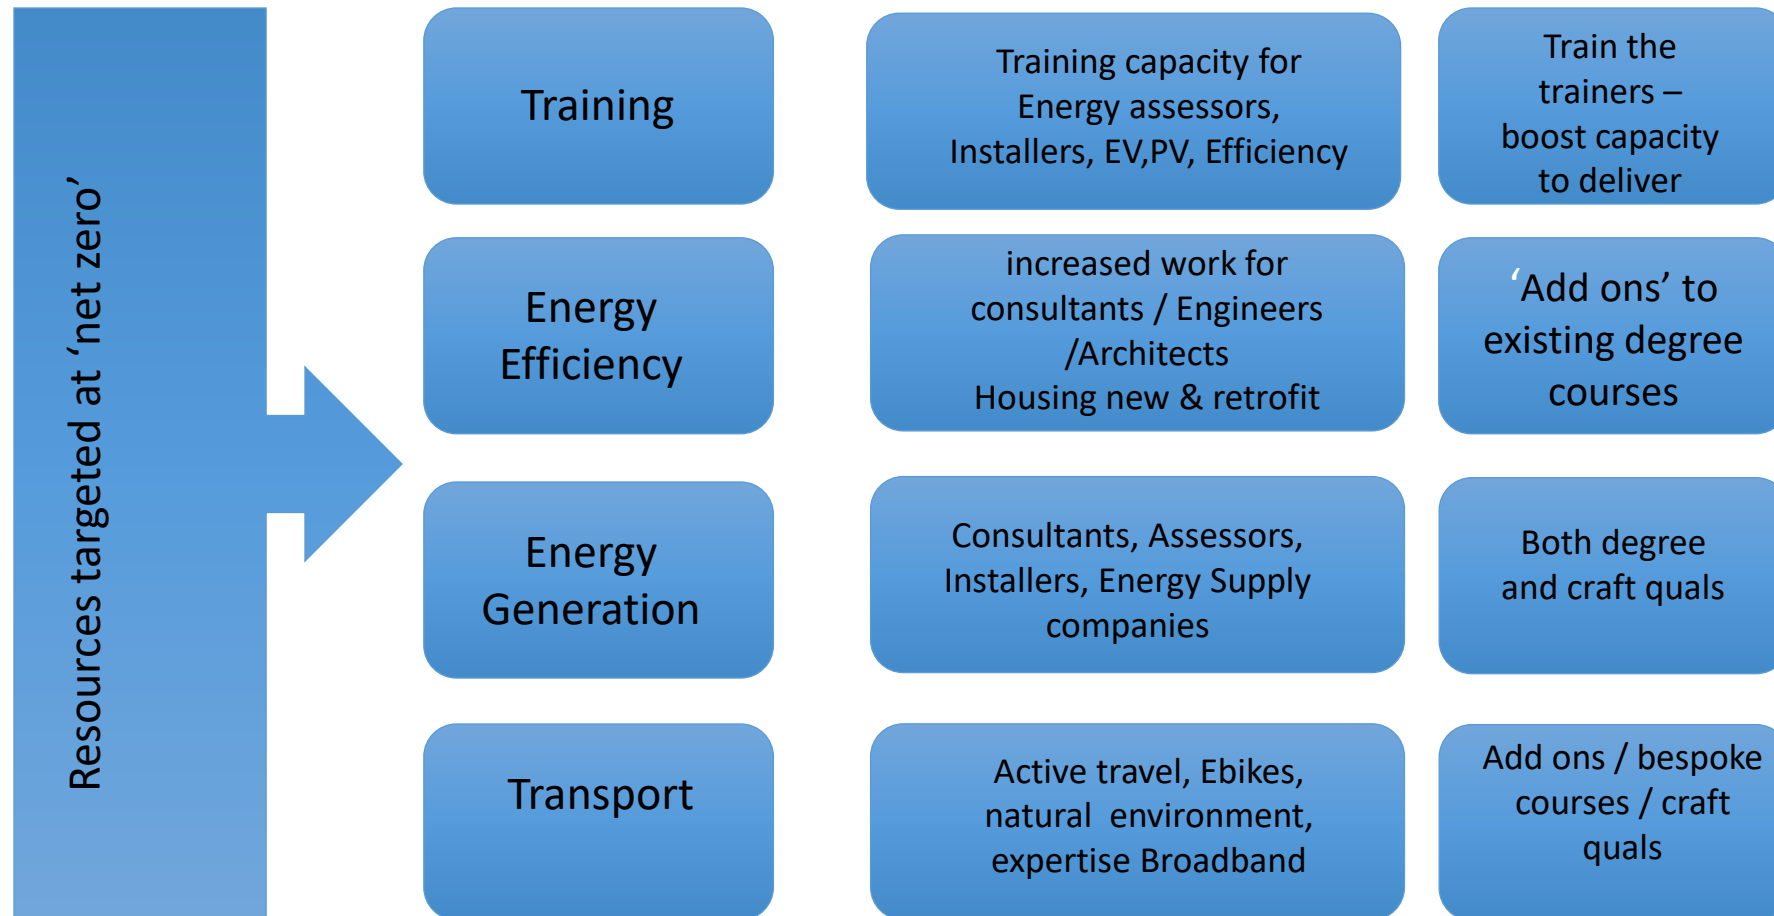 Resources targeted at ‘net zero’
Training
Training capacity for
Energy assessors,
Installers, EV,PV, Efficiency
Train the
trainers –
boost capacity
to deliver
Energy
Efficiency
increased work for
consultants / Engineers
/Architects
Housing new & retrofit
‘Add ons’ to
existing degree
courses
Energy
Generation
Consultants, Assessors,
Installers, Energy Supply
companies
Both degree
and craft quals
Transport
Active travel, Ebikes,
natural environment,
expertise Broadband
Add ons / bespoke
courses / craft
quals